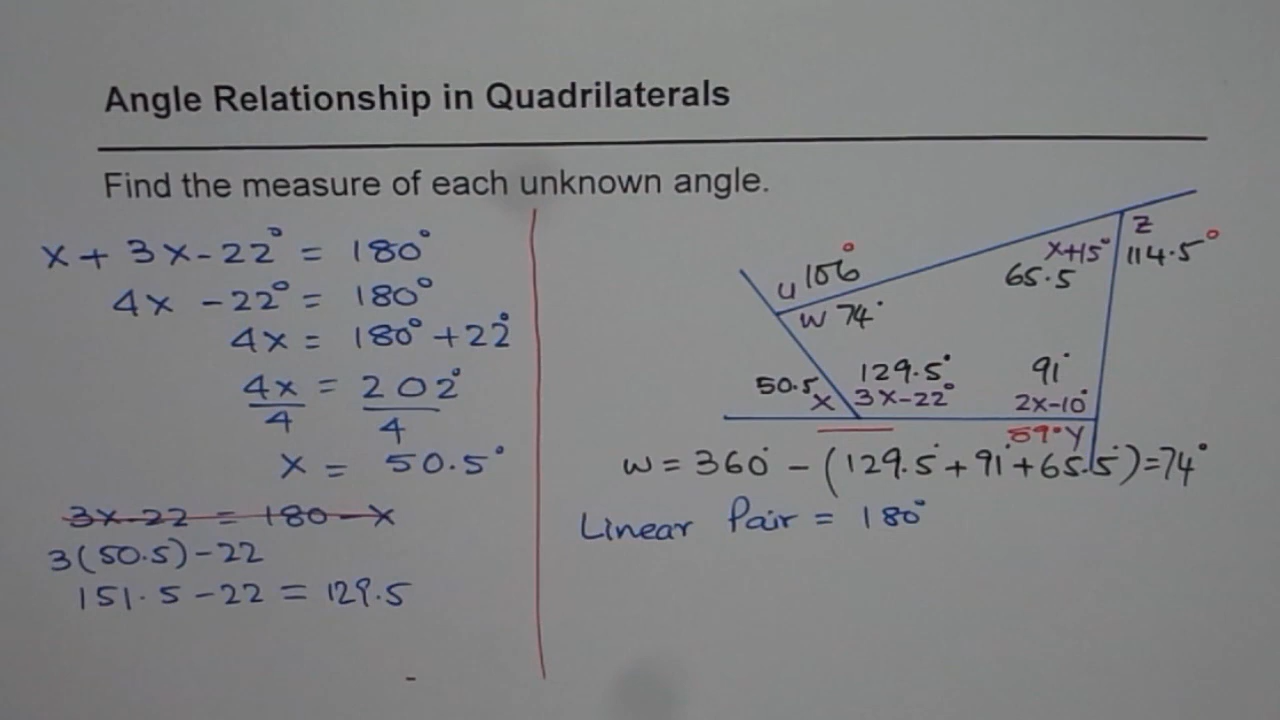 Angle Relationship in Quadrilaterals
Find the measure of each unknown angle.
x + 3x - 22° = 180°
4x - 22° = 180°
4x = 180° + 22°
4x/4 = 202°/4
x = 50.5°
3x-22 = 180 - x
3(50.5) - 22
151.5 - 22 = 129.5
z
x+15° 114.5°
65.5
u 106°
w 74°
50.5 129.5° 91°
x 3x-22° 2x-10°
89° y
w = 360° - (129.5° + 91° + 65.5°) = 74°
Linear Pair = 180°